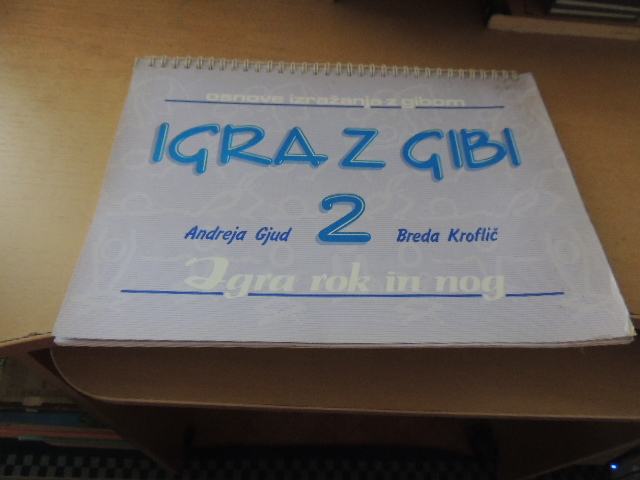 osnove izražanja z gibom
IGRA Z GIBI
2
Andreja Gjud Breda Kroflič
Igra rok in nog